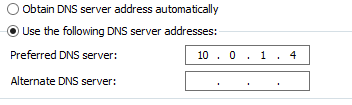 Obtain DNS server address automatically
Use the following DNS server addresses:
Preferred DNS server: 10 . 0 . 1 . 4
Alternate DNS server: . . .